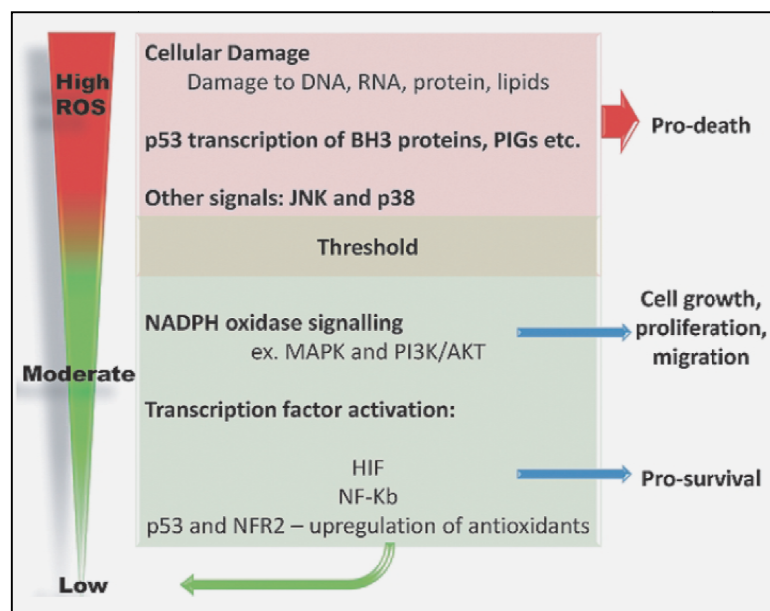 High
ROS
Moderate
Low
Cellular Damage
Damage to DNA, RNA, protein, lipids
p53 transcription of BH3 proteins, PIGs etc.
Other signals: JNK and p38
Threshold
NADPH oxidase signalling
ex. MAPK and PI3K/AKT
Transcription factor activation:
HIF
NF-Kb
p53 and NFR2 – upregulation of antioxidants
Pro-death
Cell growth,
proliferation,
migration
Pro-survival